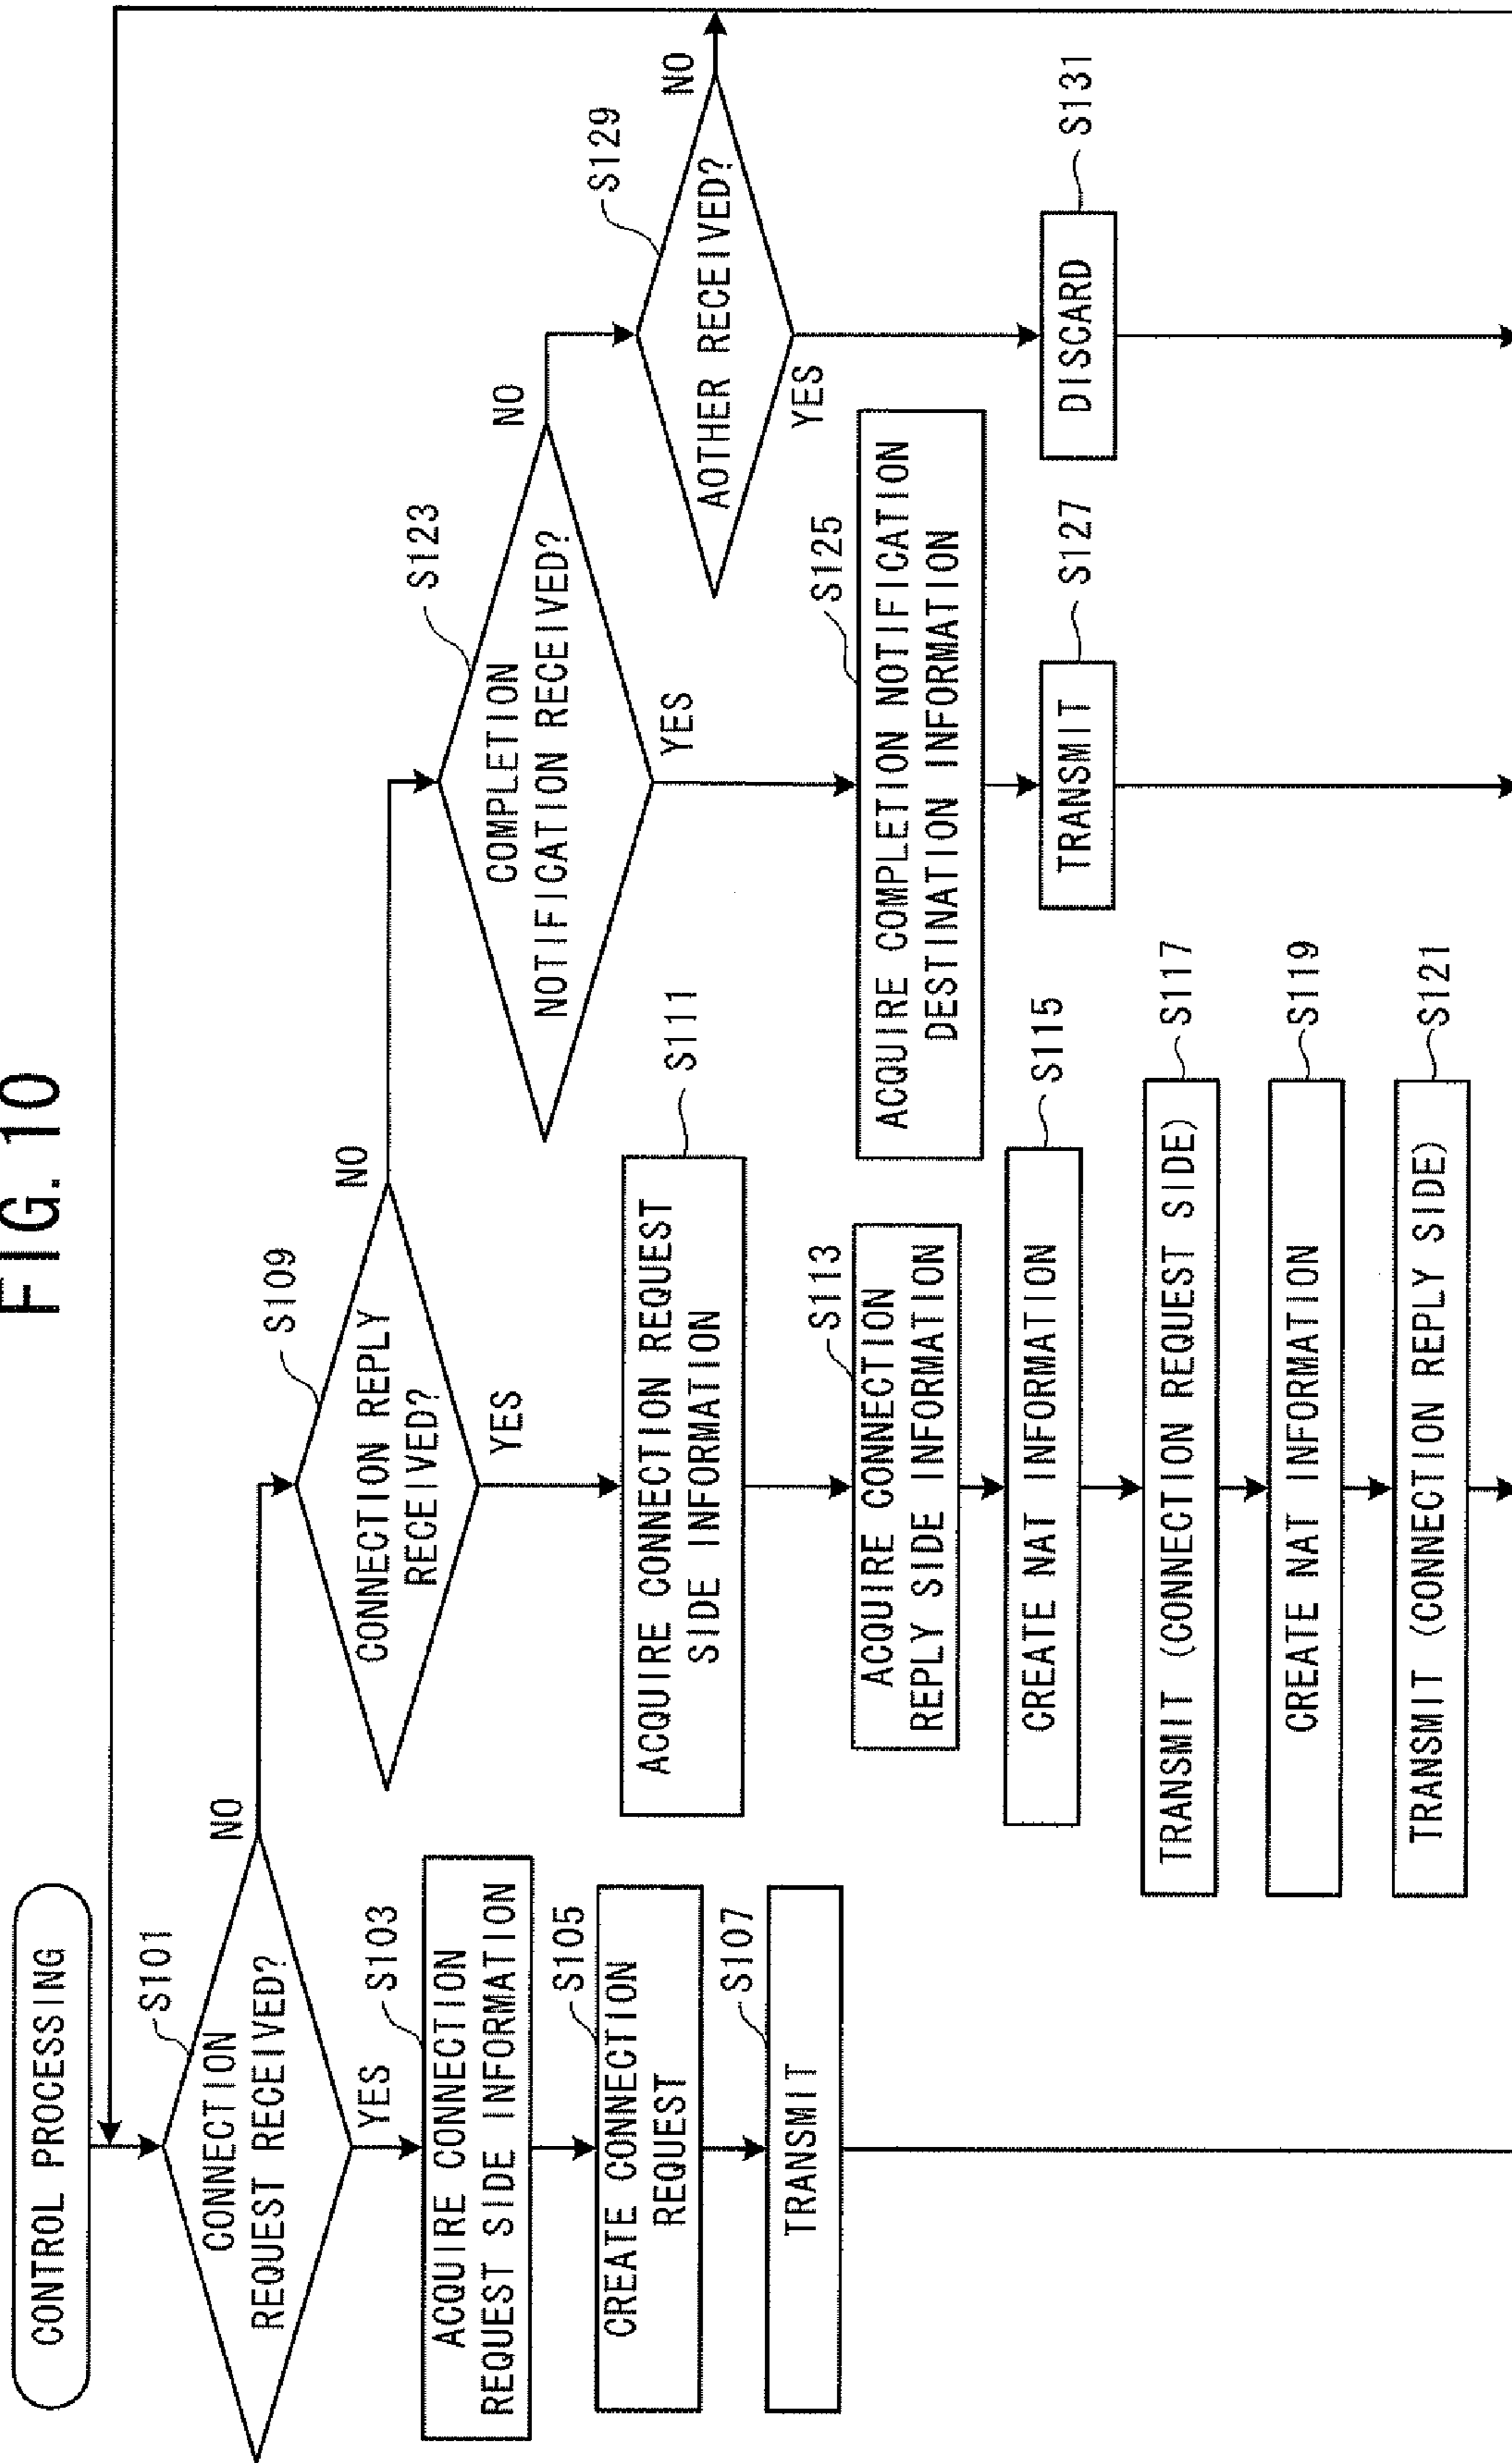 FIG. 10
CONTROL PROCESSING
S101
CONNECTION
REQUEST RECEIVED?
NO
YES
S103
ACQUIRE CONNECTION
REQUEST SIDE INFORMATION
S105
CREATE CONNECTION
REQUEST
S107
TRANSMIT
S109
CONNECTION REPLY
RECEIVED?
NO
YES
S111
ACQUIRE CONNECTION REQUEST
SIDE INFORMATION
S113
ACQUIRE CONNECTION
REPLY SIDE INFORMATION
S115
CREATE NAT INFORMATION
S117
TRANSMIT (CONNECTION REQUEST SIDE)
S119
CREATE NAT INFORMATION
S121
TRANSMIT (CONNECTION REPLY SIDE)
S123
COMPLETION
NOTIFICATION RECEIVED?
NO
YES
S125
ACQUIRE COMPLETION NOTIFICATION
DESTINATION INFORMATION
S127
TRANSMIT
S129
AOTHER RECEIVED?
NO
YES
S131
DISCARD